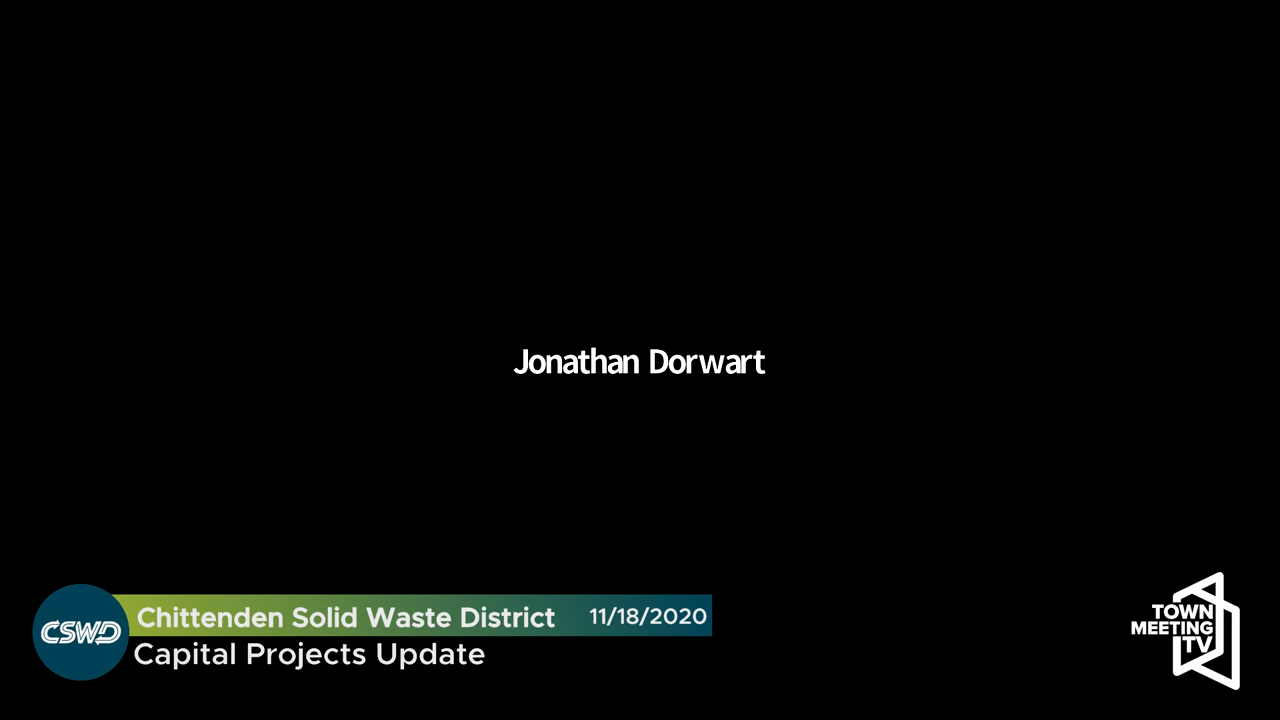 Jonathan Dorwart
CSWD
Chittenden Solid Waste District 11/18/2020
Capital Projects Update
TOWN
MEETING
TV